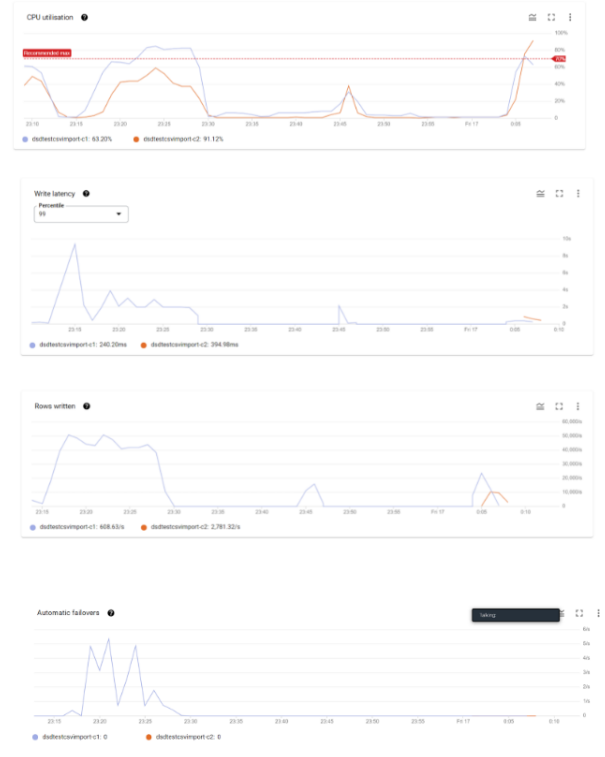 CPU utilisation
100%
Recommended max
80%
70%
60%
40%
20%
0
23:10 23:15 23:20 23:25 23:30 23:35 23:40 23:45 23:50 23:55 Fri 17 0:05
dsdtestcsvimport-c1: 63.20% dsdtestcsvimport-c2: 91.12%
Write latency
Percentile
99
10s
8s
6s
4s
2s
0
23:15 23:20 23:25 23:30 23:35 23:40 23:45 23:50 23:55 Fri 17 0:05 0:10
dsdtestcsvimport-c1: 240.20ms dsdtestcsvimport-c2: 394.98ms
Rows written
60,000/s
50,000/s
40,000/s
30,000/s
20,000/s
10,000/s
0
23:15 23:20 23:25 23:30 23:35 23:40 23:45 23:50 23:55 Fri 17 0:05 0:10
dsdtestcsvimport-c1: 608.63/s dsdtestcsvimport-c2: 2,781.32/s
Automatic failovers
Taking
6/s
5/s
4/s
3/s
2/s
1/s
0
23:15 23:20 23:25 23:30 23:35 23:40 23:45 23:50 23:55 Fri 17 0:05 0:10
dsdtestcsvimport-c1: 0 dsdtestcsvimport-c2: 0